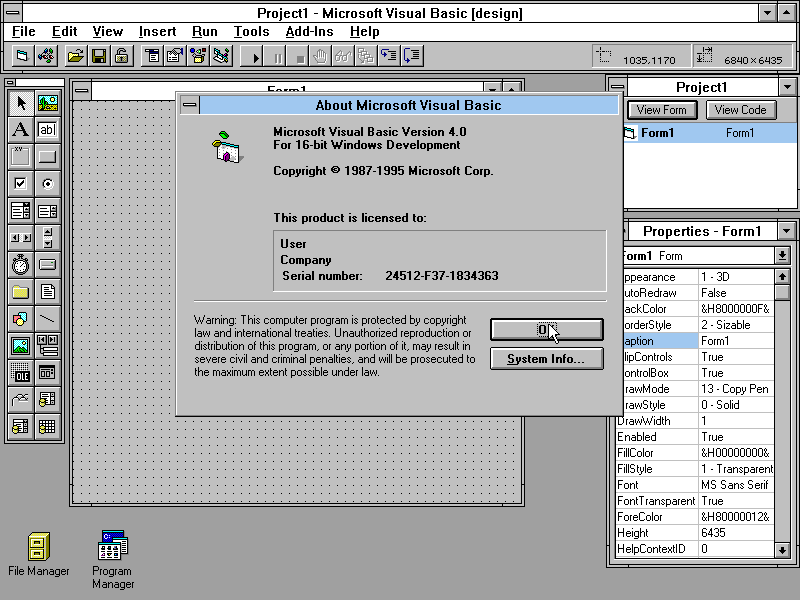 Project1 - Microsoft Visual Basic [design]
File Edit View Insert Run Tools Add-Ins Help
1035,1170
6840×6435
Form1
Project1
View Form View Code
Form1 Form1
About Microsoft Visual Basic
Microsoft Visual Basic Version 4.0
For 16-bit Windows Development
Copyright © 1987-1995 Microsoft Corp.
This product is licensed to:
User
Company
Serial number: 24512-F37-1834363
Warning: This computer program is protected by copyright
law and international treaties. Unauthorized reproduction or
distribution of this program, or any portion of it, may result in
severe civil and criminal penalties, and will be prosecuted to
the maximum extent possible under law.
System Info...
Properties - Form1
Form1 Form
ppearance 1 - 3D
utoRedraw False
ackColor &H8000000F&
orderStyle 2 - Sizable
aption Form1
lipControls True
ontrolBox True
rawMode 13 - Copy Pen
rawStyle 0 - Solid
DrawWidth 1
Enabled True
FillColor &H00000000&
FillStyle 1 - Transparent
Font MS Sans Serif
FontTransparent True
ForeColor &H80000012&
Height 6435
HelpContextID 0
A ab|
XY
OLE
File Manager
Program
Manager